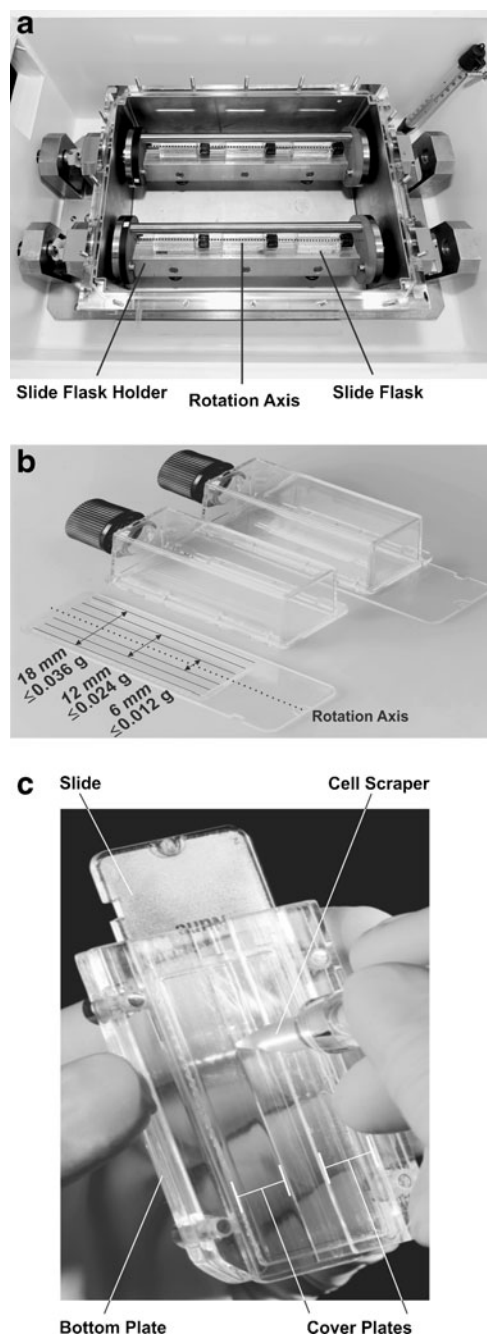 a
Slide Flask Holder
Rotation Axis
Slide Flask
b
18 mm
≤0.036 g
12 mm
≤0.024 g
6 mm
≤0.012 g
Rotation Axis
c
Slide
Cell Scraper
Bottom Plate
Cover Plates